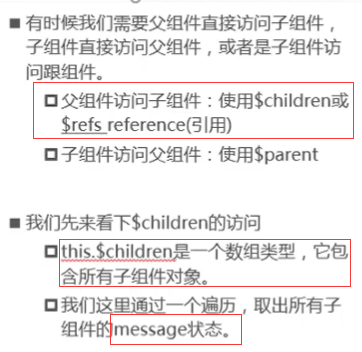 有时候我们需要父组件直接访问子组件，
子组件直接访问父组件，或者是子组件访
问跟组件。
父组件访问子组件：使用$children或
$refs reference(引用)
子组件访问父组件：使用$parent
我们先来看下$children的访问
this.$children是一个数组类型，它包
含所有子组件对象。
我们这里通过一个遍历，取出所有子
组件的message状态。